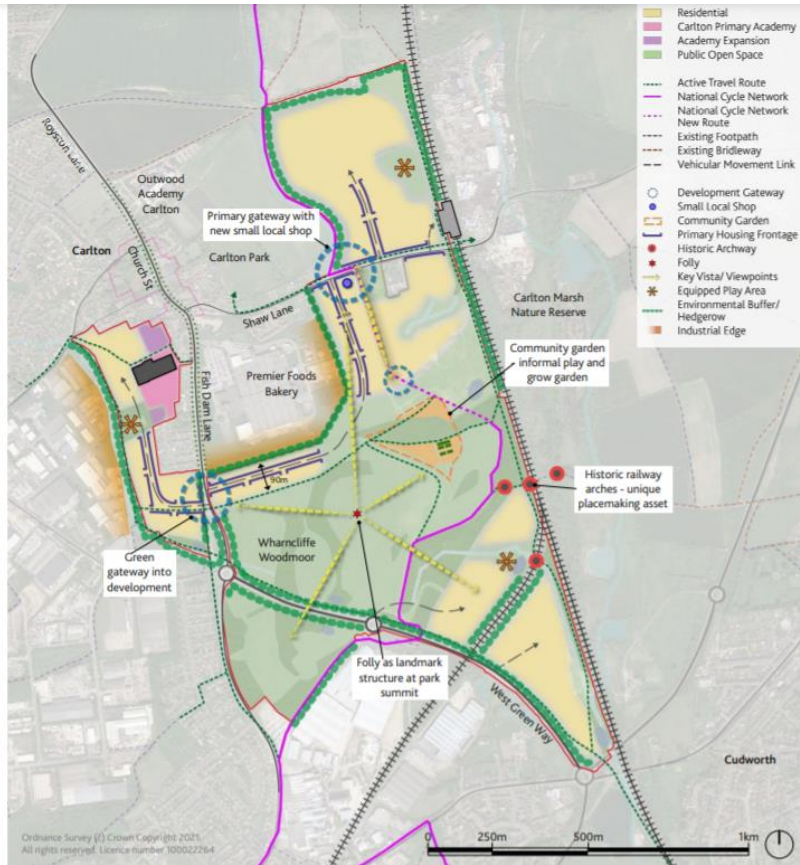 Residential
Carlton Primary Academy
Academy Expansion
Public Open Space
Active Travel Route
National Cycle Network
National Cycle Network
New Route
Existing Footpath
Existing Bridleway
Vehicular Movement Link
Development Gateway
Small Local Shop
Community Garden
Primary Housing Frontage
Historic Archway
Folly
Key Vista/ Viewpoints
Equipped Play Area
Environmental Buffer/
Hedgerow
Industrial Edge
Royston Lane
Outwood
Academy
Carlton
Primary gateway with
new small local shop
Carlton
Church St
Carlton Park
Shaw Lane
Carlton Marsh
Nature Reserve
Community garden
informal play and
grow garden
Premier Foods
Bakery
Fish Dam Lane
90m
Historic railway
arches - unique
placemaking asset
Green
gateway into
development
Wharncliffe
Woodmoor
Folly as landmark
structure at park
summit
West Green Way
Cudworth
Ordnance Survey (c) Crown Copyright 2021.
All rights reserved. Licence number 100022264
0 250m 500m 1km